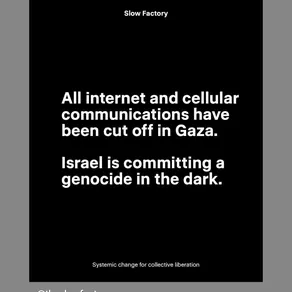 Slow Factory
All internet and cellular
communications have
been cut off in Gaza.
Israel is committing a
genocide in the dark.
Systemic change for collective liberation